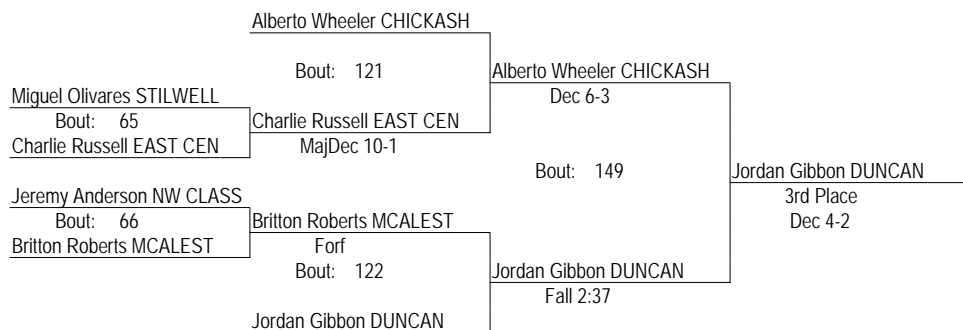 Alberto Wheeler CHICKASH
Bout: 121
Alberto Wheeler CHICKASH
Dec 6-3
Miguel Olivares STILWELL
Bout: 65
Charlie Russell EAST CEN
Charlie Russell EAST CEN
MajDec 10-1
Bout: 149
Jordan Gibbon DUNCAN
3rd Place
Dec 4-2
Jeremy Anderson NW CLASS
Bout: 66
Britton Roberts MCALEST
Britton Roberts MCALEST
Forf
Bout: 122
Jordan Gibbon DUNCAN
Fall 2:37
Jordan Gibbon DUNCAN